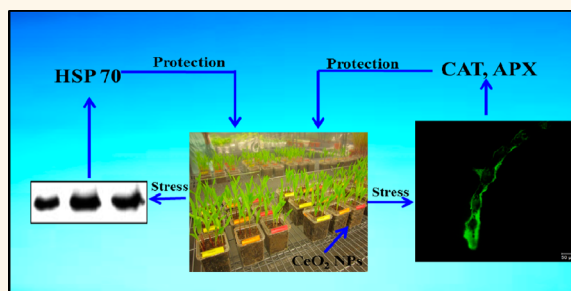 Protection
HSP 70
Protection
CAT, APX
Stress
Stress
CeO₂ NPs